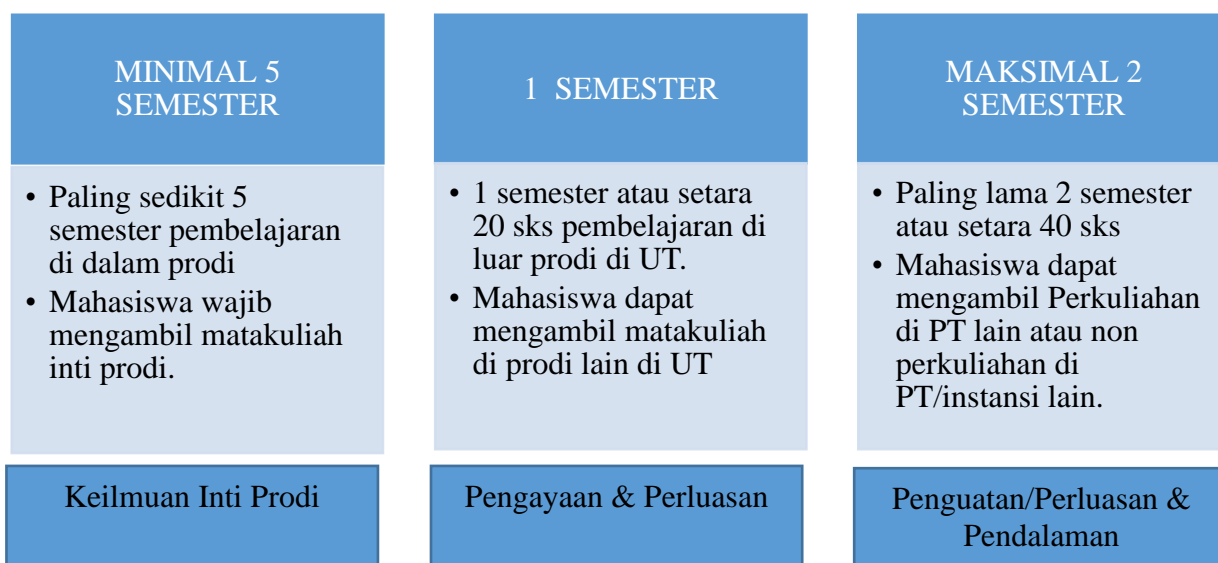 MINIMAL 5
SEMESTER
• Paling sedikit 5
semester pembelajaran
di dalam prodi
• Mahasiswa wajib
mengambil matakuliah
inti prodi.
Keilmuan Inti Prodi
1 SEMESTER
• 1 semester atau setara
20 sks pembelajaran di
luar prodi di UT.
• Mahasiswa dapat
mengambil matakuliah
di prodi lain di UT
Pengayaan & Perluasan
MAKSIMAL 2
SEMESTER
• Paling lama 2 semester
atau setara 40 sks
• Mahasiswa dapat
mengambil Perkuliahan
di PT lain atau non
perkuliahan di
PT/instansi lain.
Penguatan/Perluasan &
Pendalaman